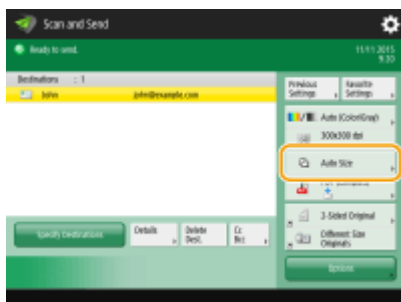 Scan and Send
Ready to send.
11/11 2015
9:30
Destinations : 1
John john@example.com
Previous Settings
Favorite Settings
Auto (Color/Gray)
300x300 dpi
Auto Size
2-Sided Original
Different Size Originals
Specify Destinations
Details
Delete Dest.
Cc Bcc
Options